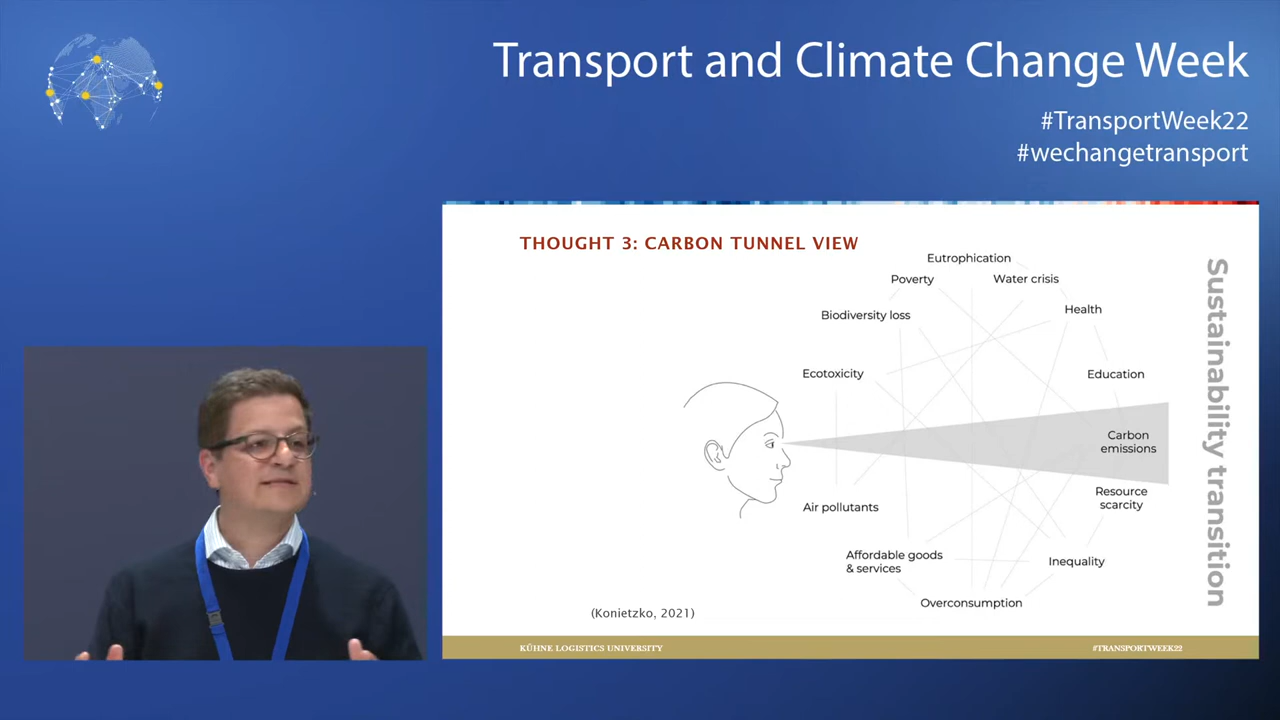 Transport and Climate Change Week
#TransportWeek22
#wechangetransport
THOUGHT 3: CARBON TUNNEL VIEW
Eutrophication
Poverty
Water crisis
Biodiversity loss
Health
Ecotoxicity
Education
Carbon
emissions
Resource
scarcity
Air pollutants
Affordable goods
& services
Inequality
Overconsumption
Sustainability transition
(Konietzko, 2021)
KÜHNE LOGISTICS UNIVERSITY
#TRANSPORTWEEK22